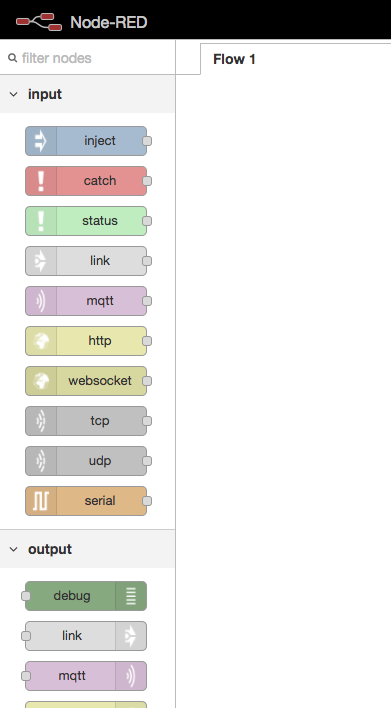 Node-RED
filter nodes
Flow 1
input
inject
catch
status
link
mqtt
http
websocket
tcp
udp
serial
output
debug
link
mqtt